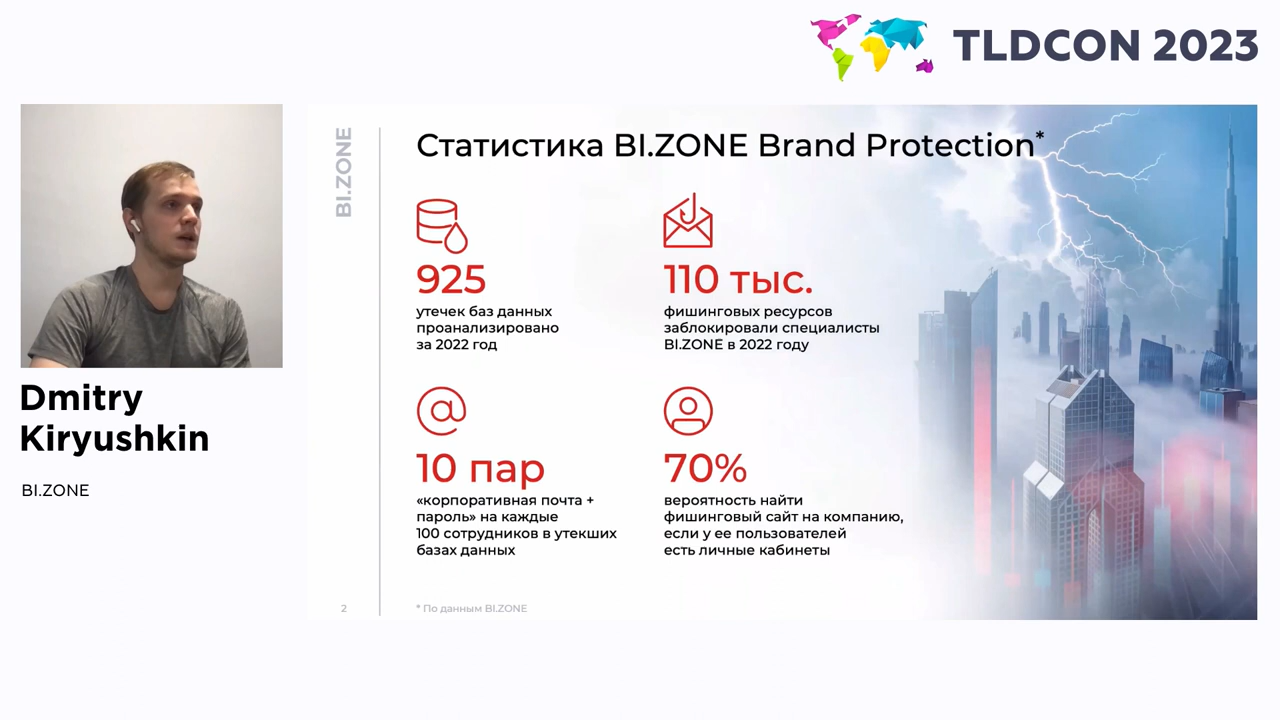 TLDCON 2023
Dmitry
Kiryushkin
BI.ZONE
BI.ZONE
Статистика BI.ZONE Brand Protection*
925
утечек баз данных
проанализировано
за 2022 год
110 тыс.
фишинговых ресурсов
заблокировали специалисты
BI.ZONE в 2022 году
10 пар
«корпоративная почта +
пароль» на каждые
100 сотрудников в утекших
базах данных
70%
вероятность найти
фишинговый сайт на компанию,
если у ее пользователей
есть личные кабинеты
2
* По данным BI.ZONE